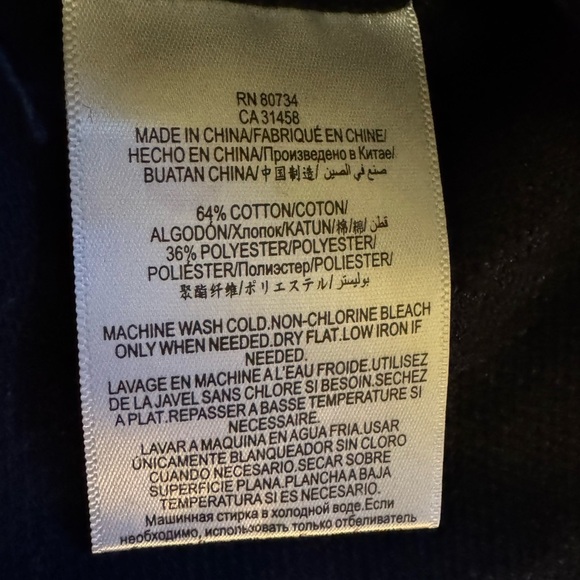 RN 80734
CA 31458
MADE IN CHINA/FABRIQUÉ EN CHINE/
HECHO EN CHINA/Произведено в Китае/
BUATAN CHINA/中国制造/صنع في الصين/
64% COTTON/COTON/
ALGODÓN/Хлопок/KATUN/棉/綿/قطن
36% POLYESTER/POLYESTER/
POLIÉSTER/Полиэстер/POLIESTER/
聚酯纤维/ポリエステル/بوليستر
MACHINE WASH COLD.NON-CHLORINE BLEACH
ONLY WHEN NEEDED.DRY FLAT.LOW IRON IF
NEEDED.
LAVAGE EN MACHINE A L'EAU FROIDE.UTILISEZ
DE LA JAVEL SANS CHLORE SI BESOIN.SECHEZ
A PLAT.REPASSER A BASSE TEMPERATURE SI
NECESSAIRE.
LAVAR A MAQUINA EN AGUA FRIA.USAR
ÚNICAMENTE BLANQUEADOR SIN CLORO
CUANDO NECESARIO.SECAR SOBRE
SUPERFICIE PLANA.PLANCHA A BAJA
TEMPERATURA SI ES NECESARIO.
Машинная стирка в холодной воде.Если
необходимо, использовать только отбеливатель